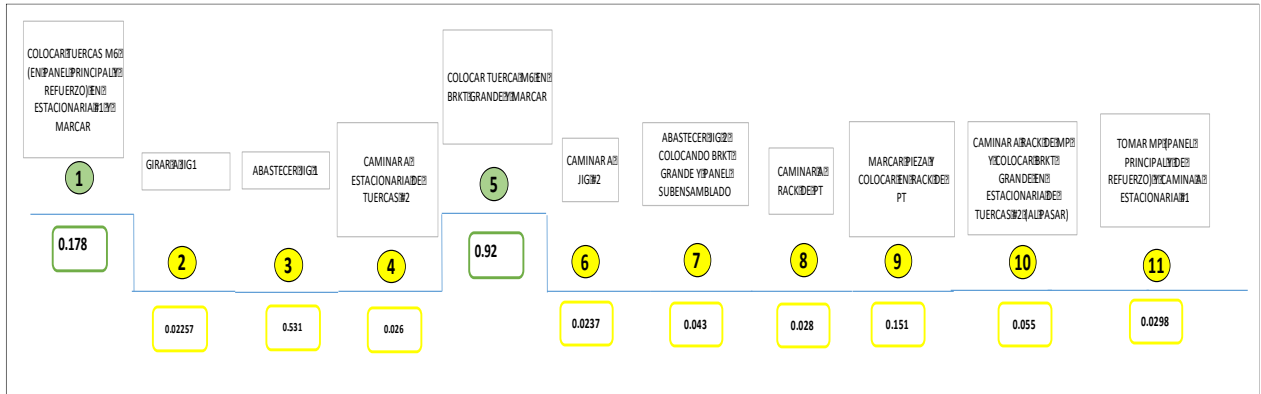 COLOCAR TUERCAS M6
(EN PANEL PRINCIPAL Y
REFUERZO) EN
ESTACIONARIA #1 Y
MARCAR
1
0.178
GIRAR A JIG1
2
0.02257
ABASTECER JIG 1
3
0.531
CAMINAR A
ESTACIONARIA DE
TUERCAS #2
4
0.026
COLOCAR TUERCA M6 EN
BRKT GRANDE Y MARCAR
5
0.92
CAMINAR A
JIG #2
6
0.0237
ABASTECER JIG 2
COLOCANDO BRKT
GRANDE Y PANEL
SUBENSAMBLADO
7
0.043
CAMINAR A
RACK DE PT
8
0.028
MARCAR PIEZA Y
COLOCAR EN RACK DE
PT
9
0.151
CAMINAR A RACK DE MP
Y COLOCAR BRKT
GRANDE EN
ESTACIONARIA DE
TUERCAS #2 (AL PASAR)
10
0.055
TOMAR MP (PANEL
PRINCIPAL Y DE
REFUERZO) Y CAMINA A
ESTACIONARIA #1
11
0.0298